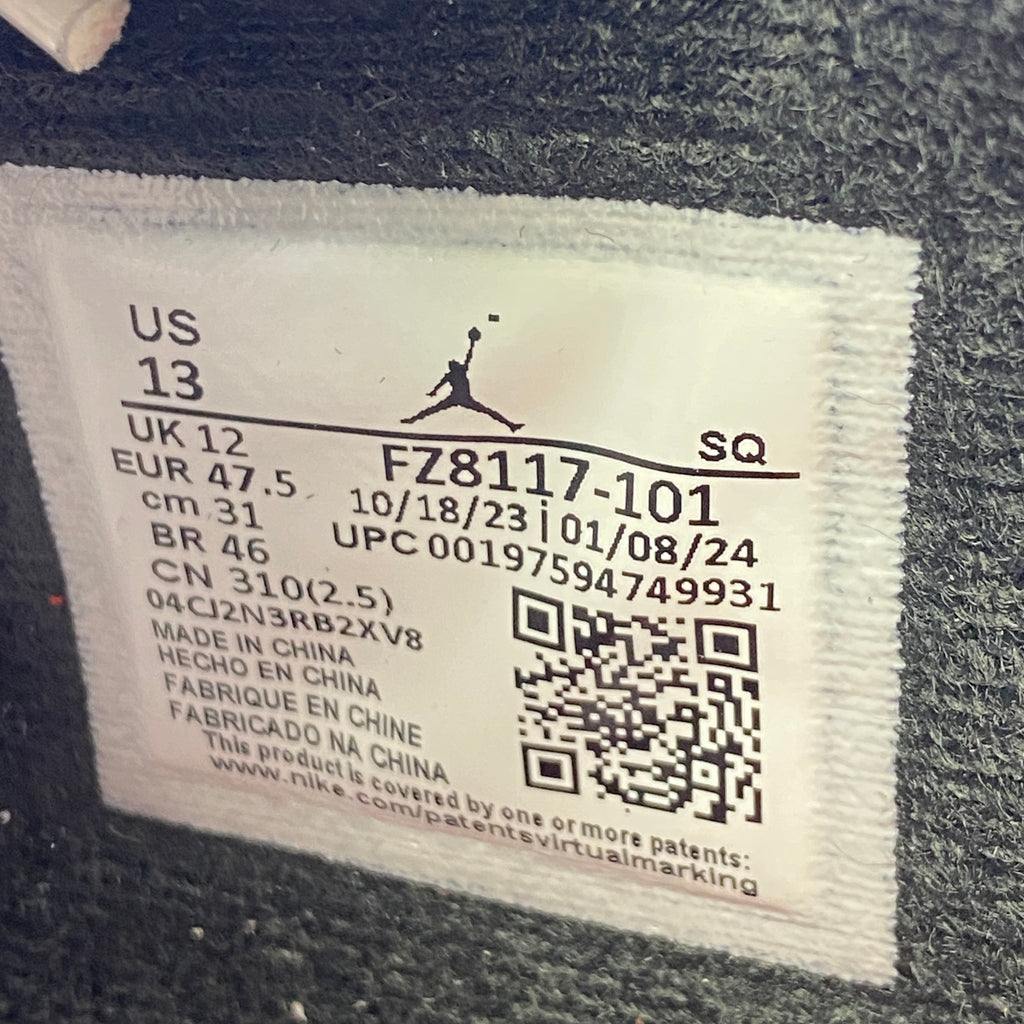 US
13
SQ
UK 12
EUR 47.5
cm 31
BR 46
CN 310(2.5)
04CJ2N3RB2XV8
FZ8117-101
10/18/23 | 01/08/24
UPC 00197594749931
MADE IN CHINA
HECHO EN CHINA
FABRIQUE EN CHINE
FABRICADO NA CHINA
This product is covered by one or more patents:
www.nike.com/patentsvirtualmarking